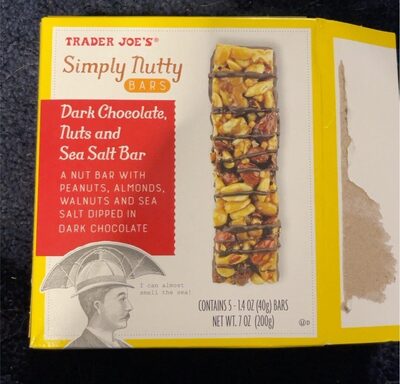 TRADER JOE'S®
Simply Nutty
BARS
Dark Chocolate,
Nuts and
Sea Salt Bar
A NUT BAR WITH
PEANUTS, ALMONDS,
WALNUTS AND SEA
SALT DIPPED IN
DARK CHOCOLATE
I can almost
smell the sea!
CONTAINS 5 - 1.4 OZ (40g) BARS
NET WT. 7 OZ (200g)
U D